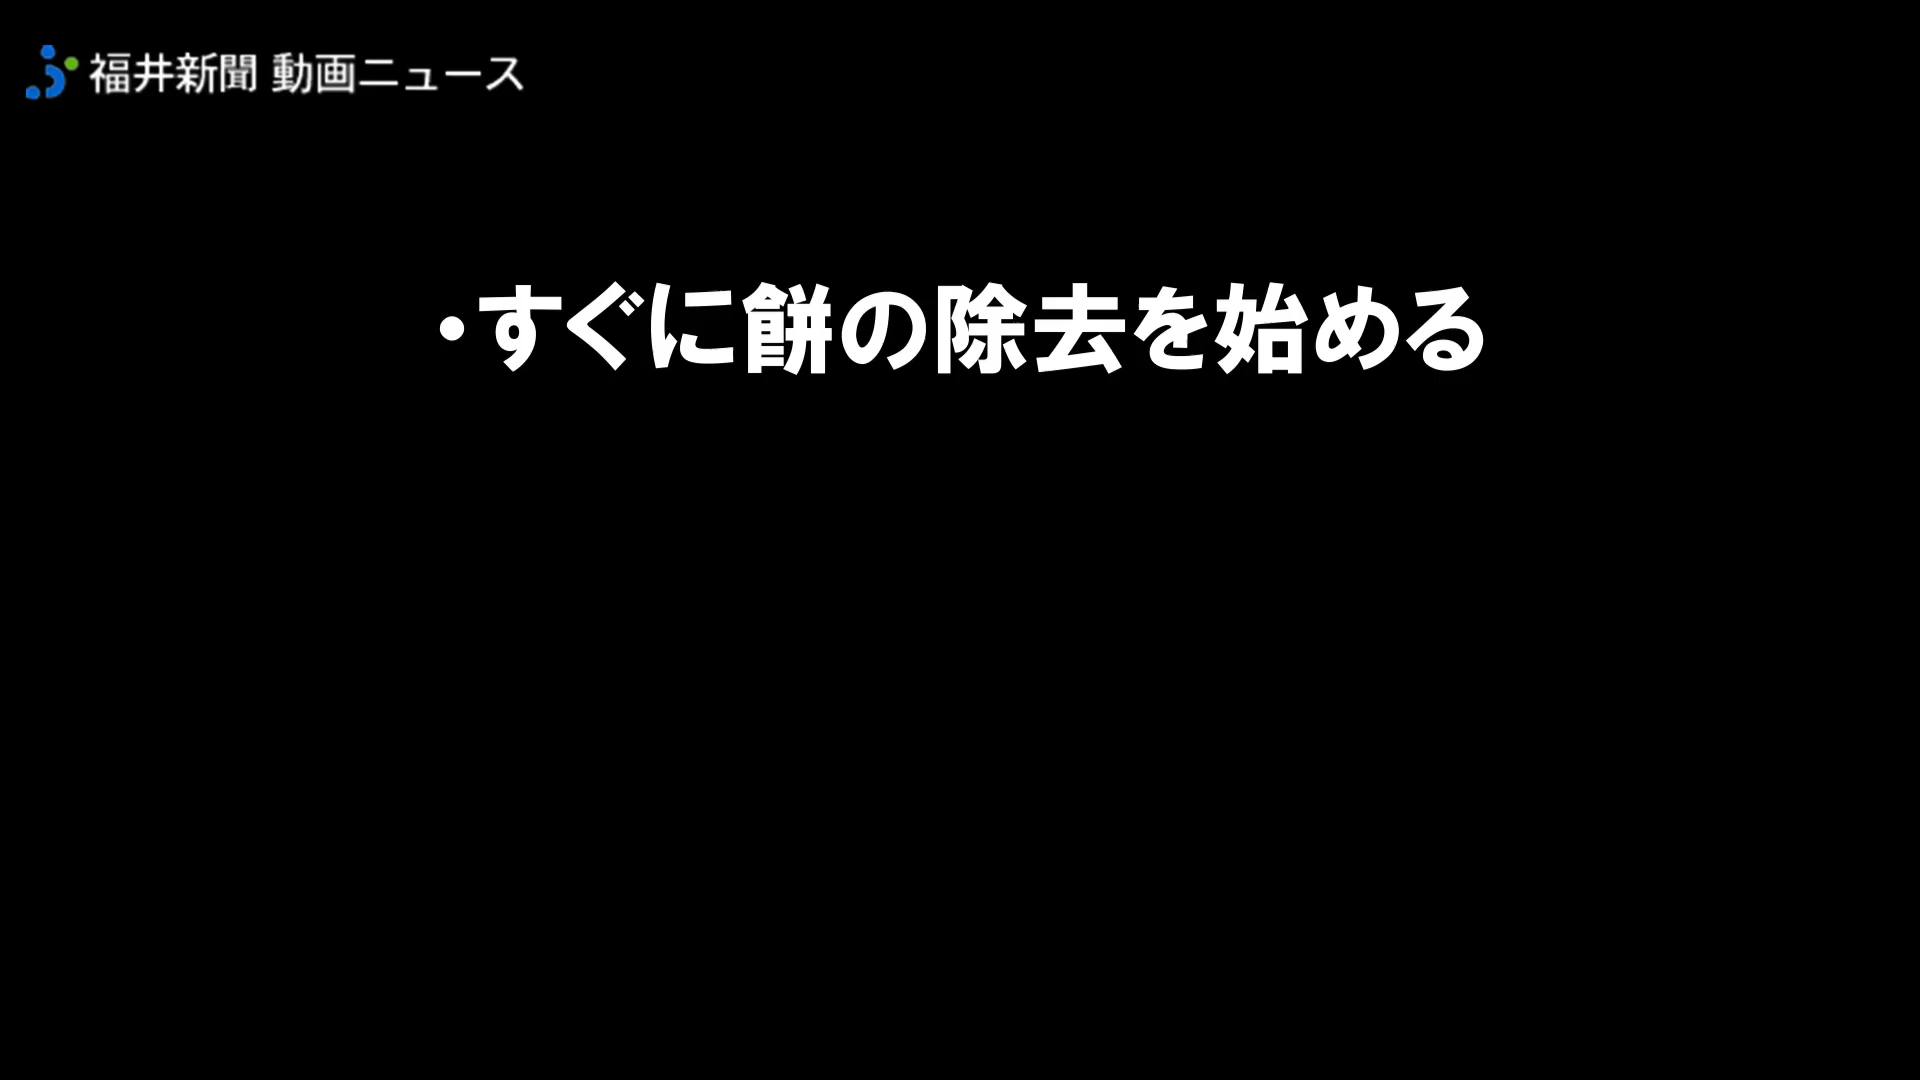 福井新聞 動画ニュース
・すぐに餅の除去を始める